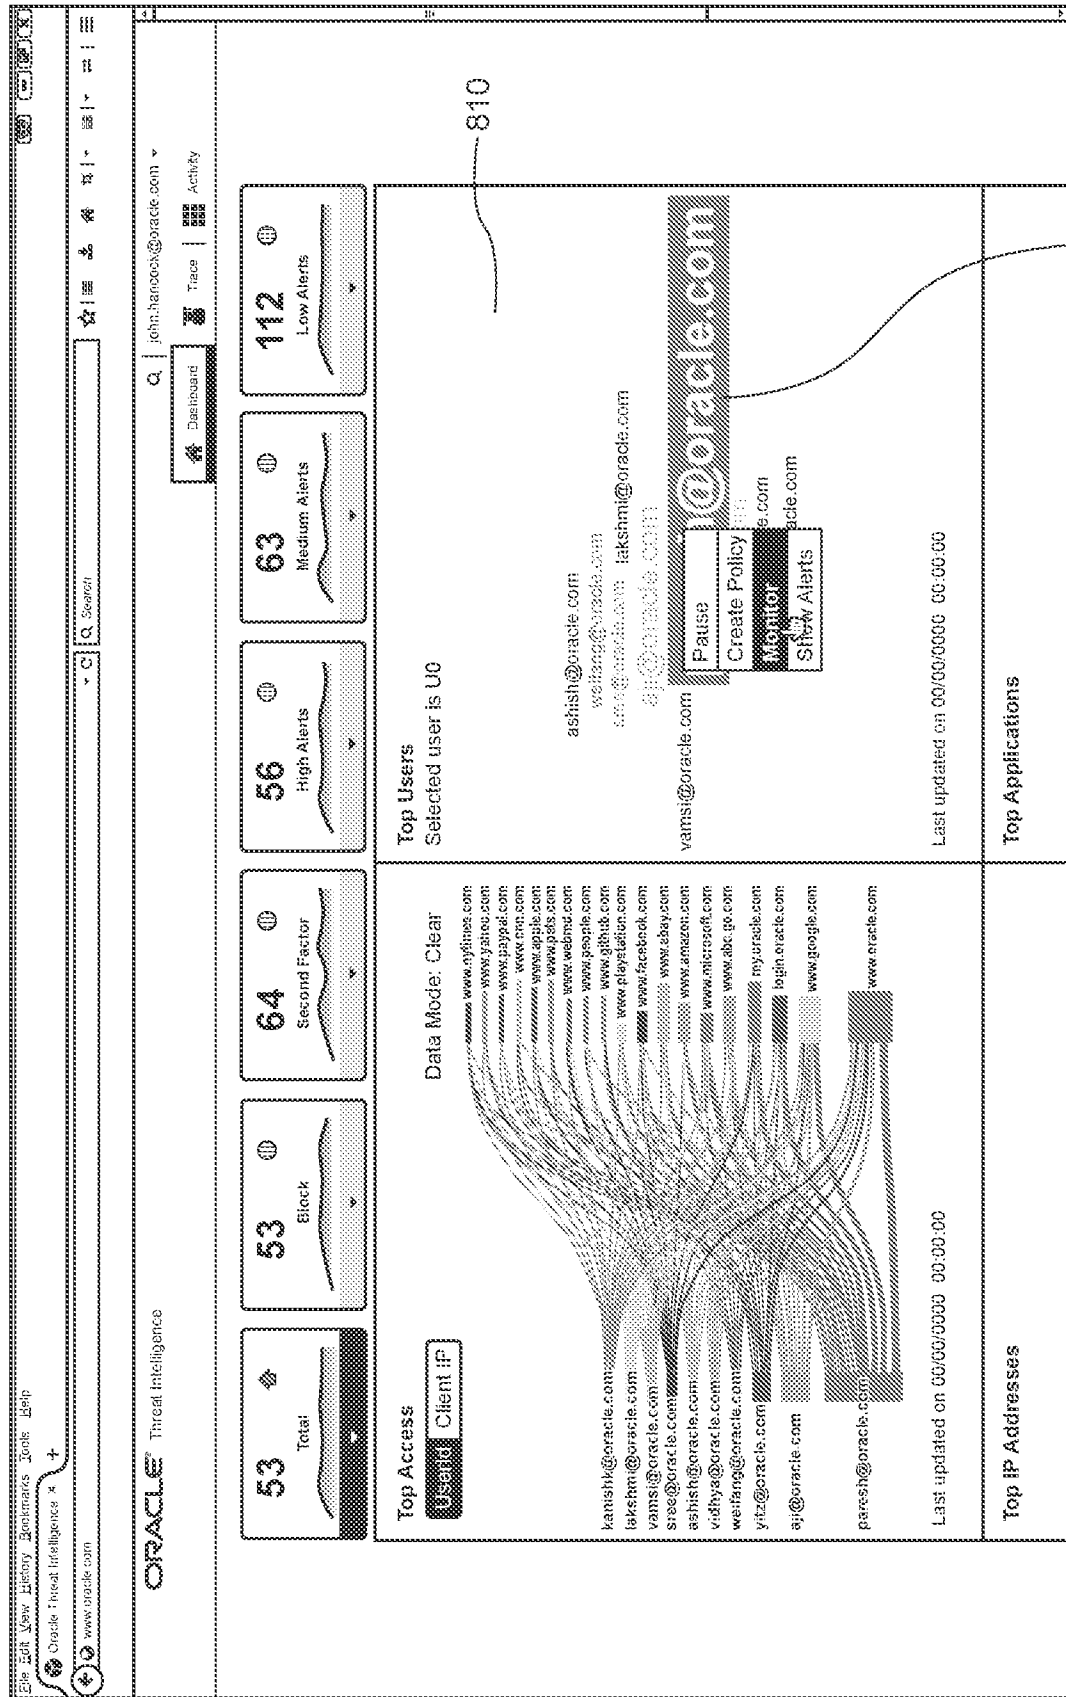 File Edit View History Bookmarks Tools Help
Oracle Threat Intelligence × +
www.oracle.com
Search
ORACLE® Threat Intelligence
john.hancock@oracle.com
Dashboard
Trace
Activity
53
Total
53
Block
64
Second Factor
56
High Alerts
63
Medium Alerts
112
Low Alerts
Top Access
UserId Client IP
Data Mode: Clear
kanishk@oracle.com
lakshmi@oracle.com
vamsi@oracle.com
sree@oracle.com
ashish@oracle.com
vidhya@oracle.com
weifang@oracle.com
yitz@oracle.com
aji@oracle.com
paresh@oracle.com
www.nytimes.com
www.yahoo.com
www.paypal.com
www.cnn.com
www.apple.com
www.pets.com
www.webmd.com
www.people.com
www.github.com
www.playstation.com
www.facebook.com
www.ebay.com
www.amazon.com
www.microsoft.com
www.abc.go.com
my.oracle.com
login.oracle.com
www.google.com
www.oracle.com
Last updated on 00/00/0000 00:00:00
Top Users
Selected user is U0
810
ashish@oracle.com
weifang@oracle.com
sree@oracle.com lakshmi@oracle.com
aji@oracle.com
vamsi@oracle.com
@oracle.com
Pause
Create Policy
Monitor
Show Alerts
e.com
acle.com
Last updated on 00/00/0000 00:00:00
Top IP Addresses
Top Applications